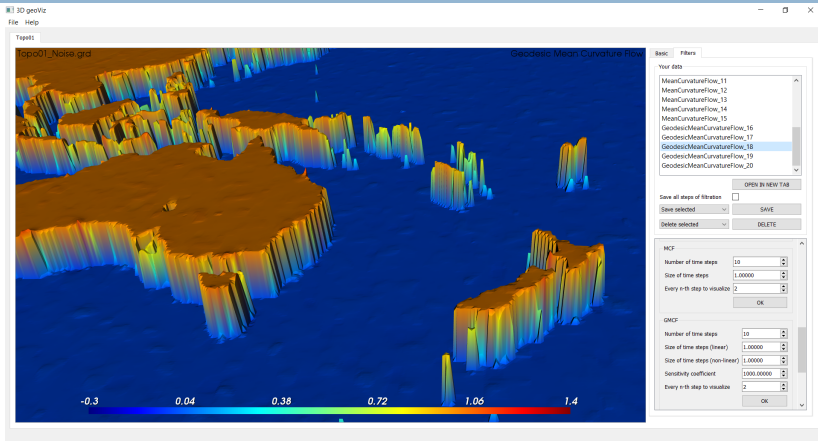 3D geoViz
File Help
Topo01
Topo01_Noise.grd
Geodesic Mean Curvature Flow
-0.3 0.04 0.38 0.72 1.06 1.4
Basic Filters
Your data
MeanCurvatureFlow_11
MeanCurvatureFlow_12
MeanCurvatureFlow_13
MeanCurvatureFlow_14
MeanCurvatureFlow_15
GeodesicMeanCurvatureFlow_16
GeodesicMeanCurvatureFlow_17
GeodesicMeanCurvatureFlow_18
GeodesicMeanCurvatureFlow_19
GeodesicMeanCurvatureFlow_20
OPEN IN NEW TAB
Save all steps of filtration
Save selected SAVE
Delete selected DELETE
MCF
Number of time steps 10
Size of time steps 1.00000
Every n-th step to visualize 2
OK
GMCF
Number of time steps 10
Size of time steps (linear) 1.00000
Size of time steps (non-linear) 1.00000
Sensitivity coefficient 1000.00000
Every n-th step to visualize 2
OK